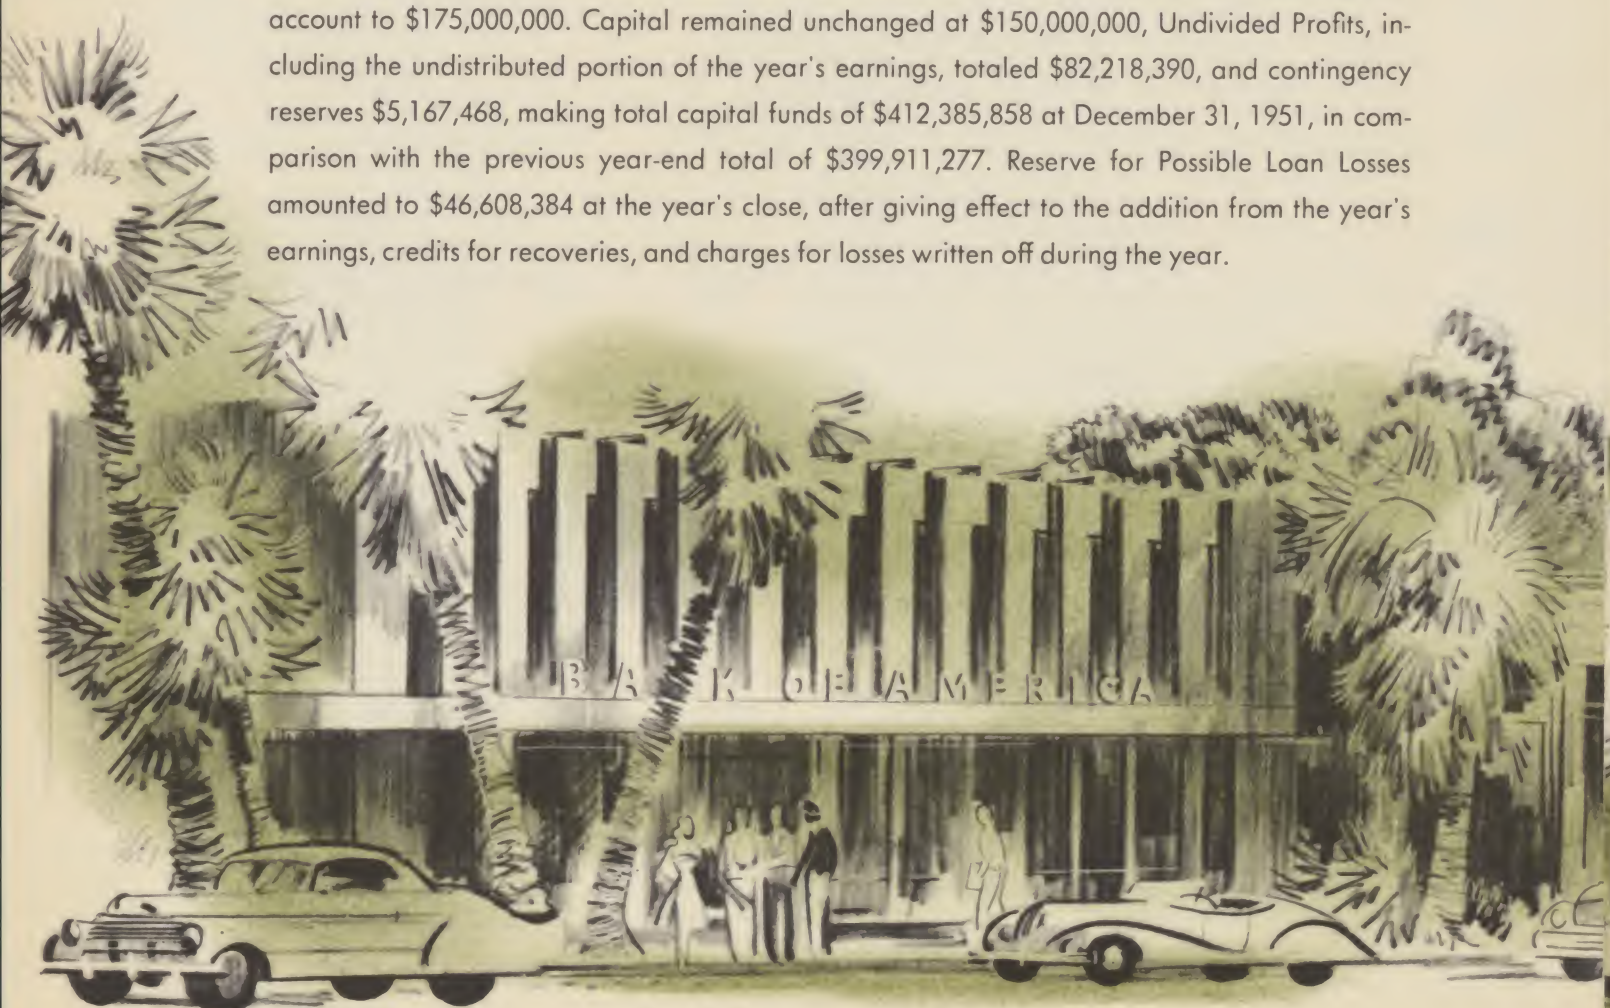 account to $175,000,000. Capital remained unchanged at $150,000,000, Undivided Profits, in-
cluding the undistributed portion of the year's earnings, totaled $82,218,390, and contingency
reserves $5,167,468, making total capital funds of $412,385,858 at December 31, 1951, in com-
parison with the previous year-end total of $399,911,277. Reserve for Possible Loan Losses
amounted to $46,608,384 at the year's close, after giving effect to the addition from the year's
earnings, credits for recoveries, and charges for losses written off during the year.
BA K OF AMERICA